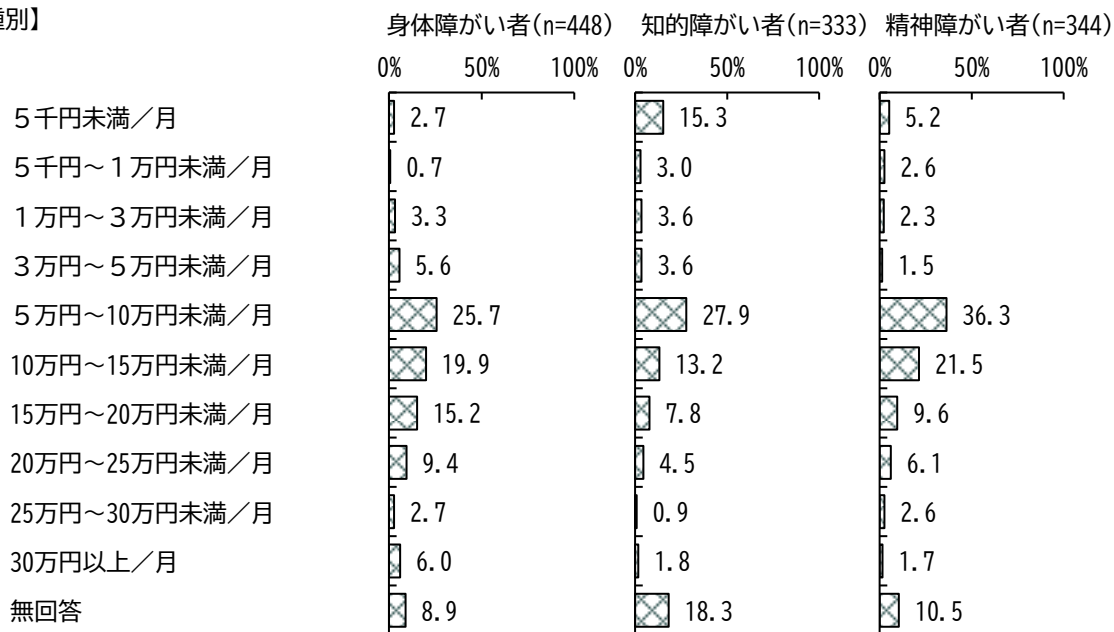 別】
身体障がい者(n=448) 知的障がい者(n=333) 精神障がい者(n=344)
0% 50% 100% 0% 50% 100% 0% 50% 100%
５千円未満／月 2.7 15.3 5.2
５千円～１万円未満／月 0.7 3.0 2.6
１万円～３万円未満／月 3.3 3.6 2.3
３万円～５万円未満／月 5.6 3.6 1.5
５万円～10万円未満／月 25.7 27.9 36.3
10万円～15万円未満／月 19.9 13.2 21.5
15万円～20万円未満／月 15.2 7.8 9.6
20万円～25万円未満／月 9.4 4.5 6.1
25万円～30万円未満／月 2.7 0.9 2.6
30万円以上／月 6.0 1.8 1.7
無回答 8.9 18.3 10.5